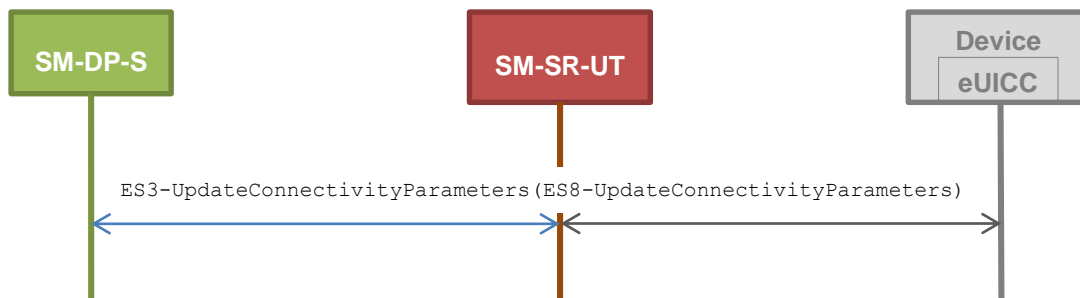 SM-DP-S
SM-SR-UT
Device
eUICC
ES3-UpdateConnectivityParameters(ES8-UpdateConnectivityParameters)